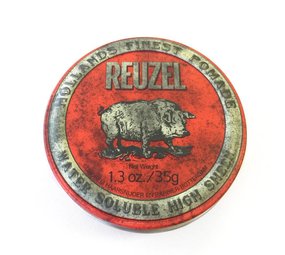 HOLLANDS FINEST POMADE
REUZEL
Net Weight
1.3 oz./35g
WATER SOLUBLE HIGH SHEEN